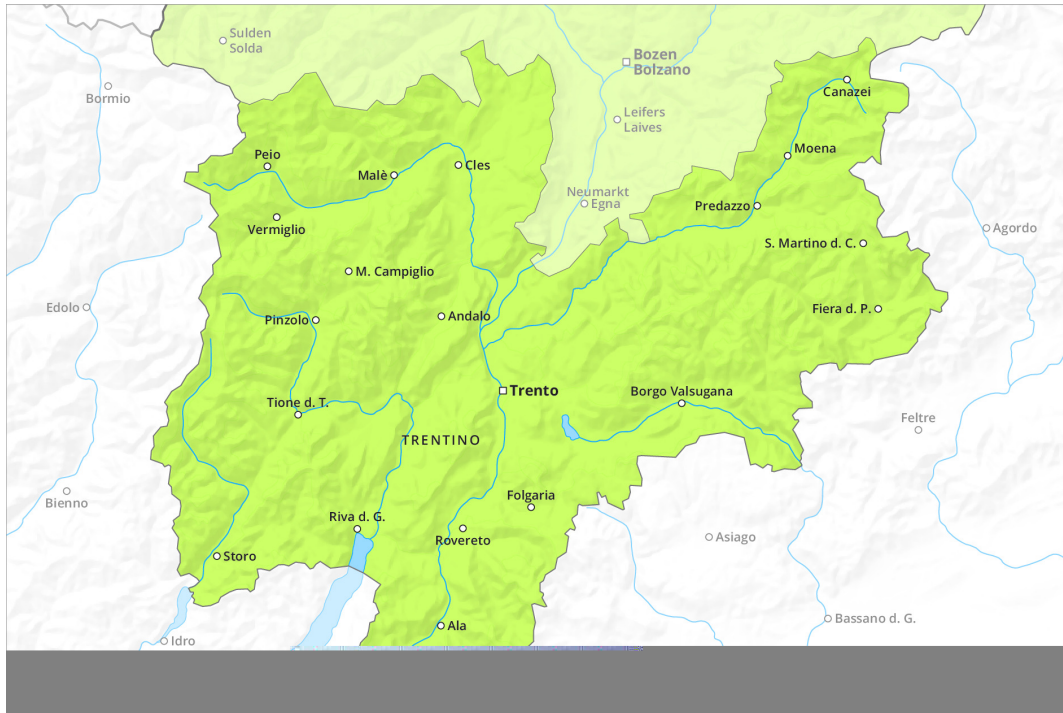 Sulden
Solda
Bozen
Bolzano
Bormio
Canazei
Leifers
Laives
Moena
Peio
Malè
Cles
Neumarkt
Egna
Predazzo
Vermiglio
Agordo
S. Martino d. C.
M. Campiglio
Edolo
Pinzolo
Andalo
Fiera d. P.
Trento
Borgo Valsugana
Tione d. T.
Feltre
TRENTINO
Bienno
Folgaria
Riva d. G.
Rovereto
Asiago
Storo
Ala
Bassano d. G.
Idro